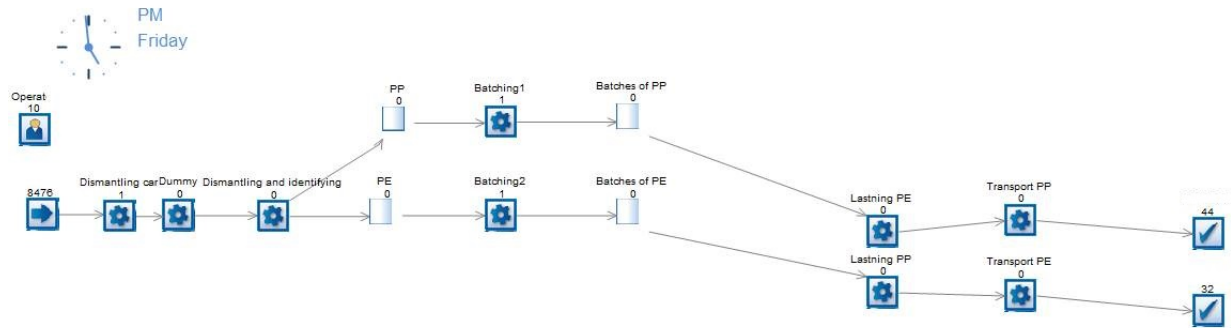 PM
Friday
Operat
10
PP
0
Batching1
1
Batches of PP
0
8476
Dismantling car
1
Dummy
0
Dismantling and identifying
0
PE
0
Batching2
1
Batches of PE
0
Lastning PE
0
Transport PP
0
44
Lastning PP
0
Transport PE
0
32